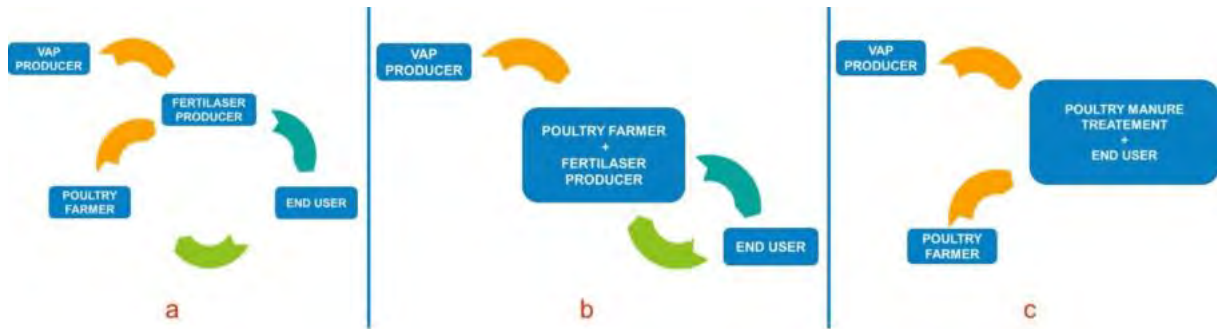 VAP
PRODUCER
FERTILASER
PRODUCER
POULTRY
FARMER
END USER
a
VAP
PRODUCER
POULTRY FARMER
+
FERTILASER
PRODUCER
END USER
b
VAP
PRODUCER
POULTRY MANURE
TREATEMENT
+
END USER
POULTRY
FARMER
c